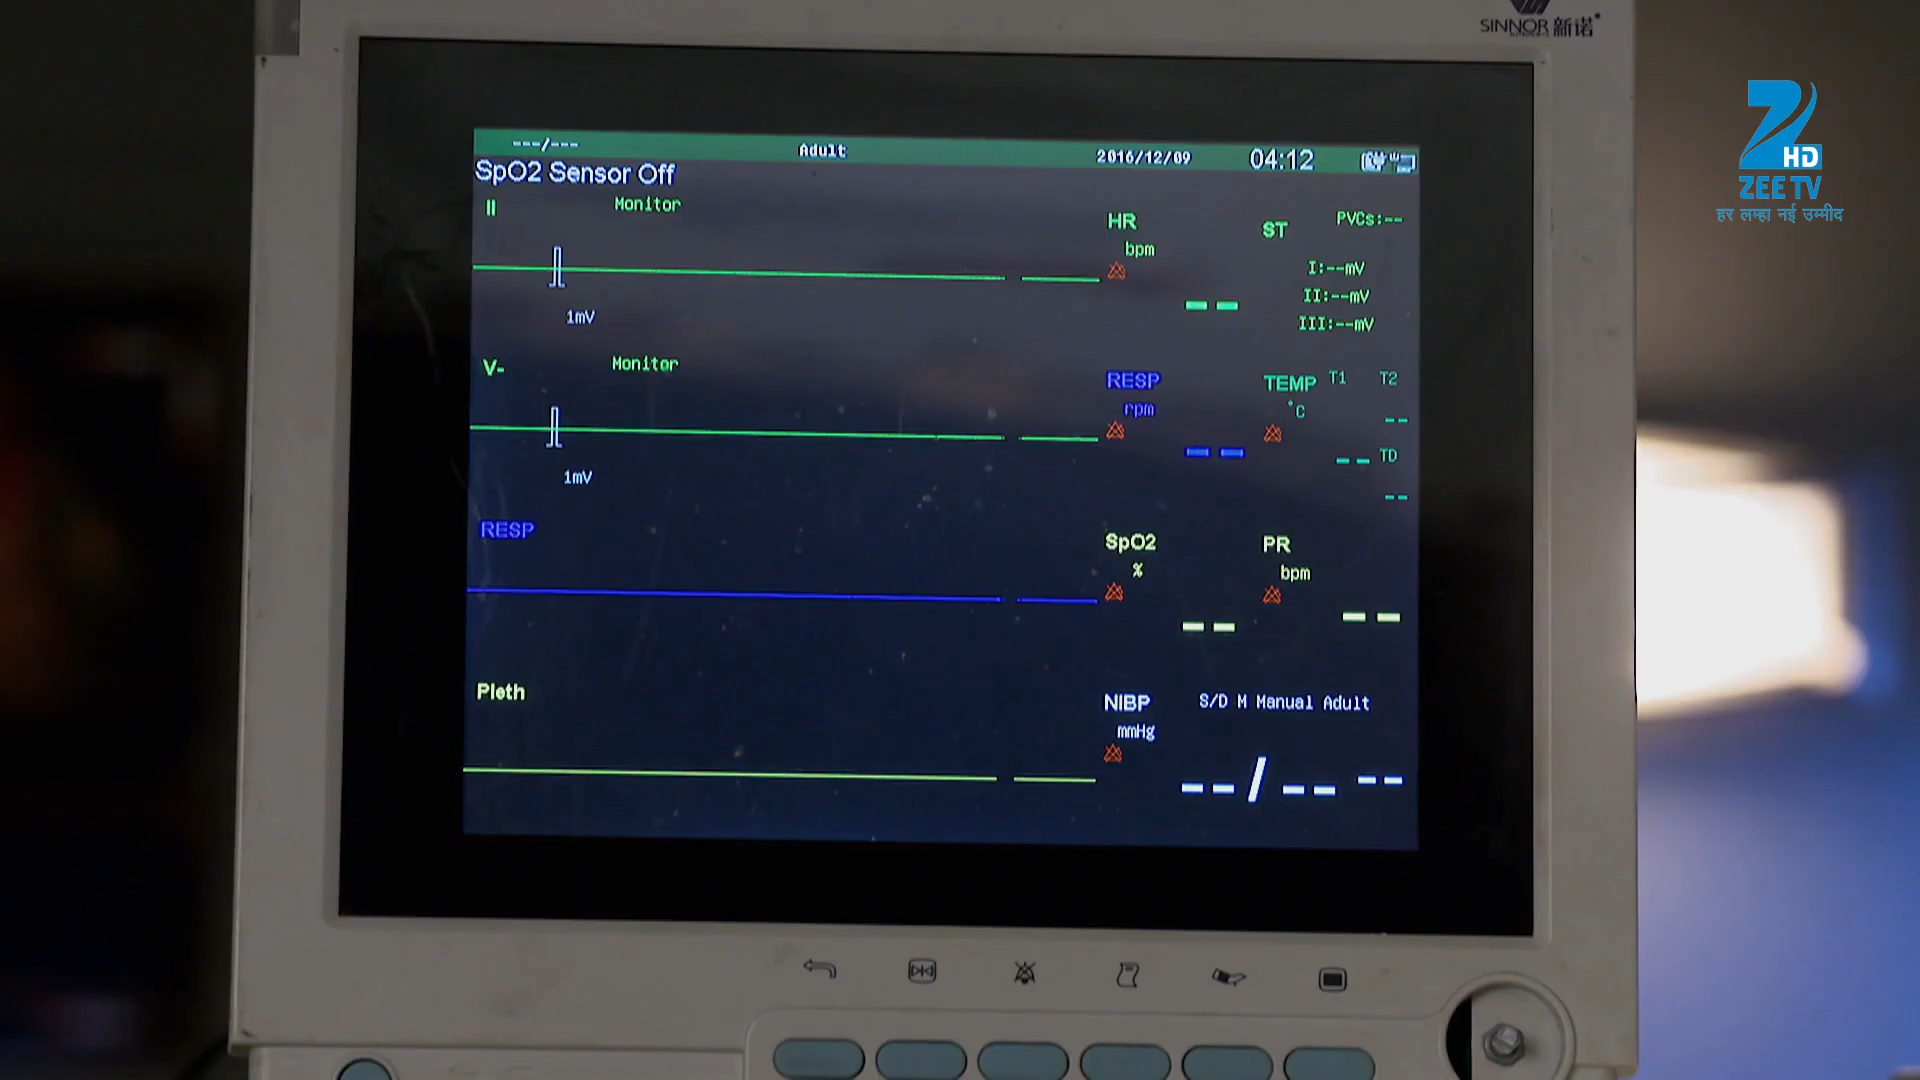 SINNOR 新诺
HD
ZEE TV
हर लम्हा नई उम्मीद
---/---
Adult
2016/12/09
04:12
SpO2 Sensor Off
II
Monitor
HR
bpm
-- 
ST
PVCs:--
I:--mV
II:--mV
III:--mV
1mV
V-
Monitor
RESP
rpm
--
TEMP
°C
T1
T2
--
--
TD
--
1mV
RESP
SpO2
%
--
PR
bpm
--
Pleth
NIBP
mmHg
S/D M Manual Adult
--/-- --